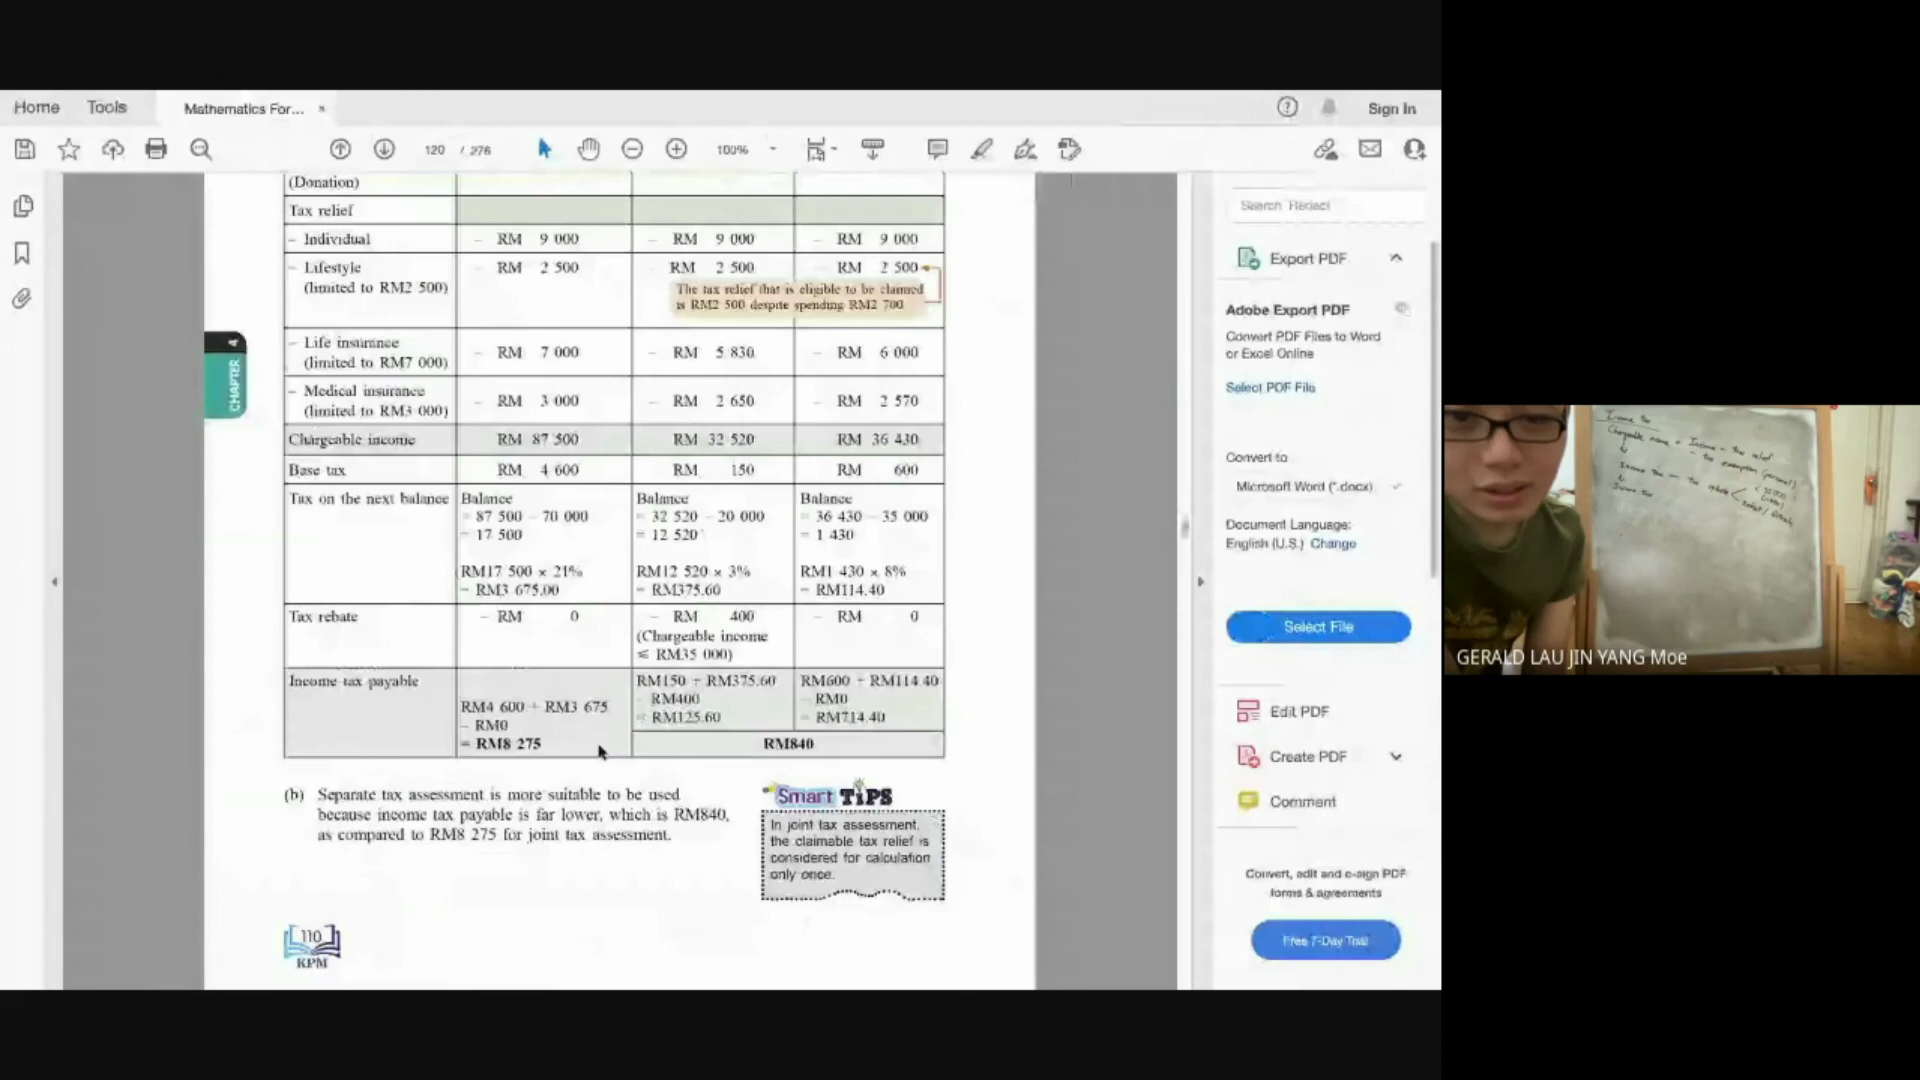 Home Tools Mathematics For... × Sign In
120 / 276 100%
(Donation)
Tax relief
– Individual – RM 9 000 – RM 9 000 – RM 9 000
– Lifestyle – RM 2 500 RM 2 500 – RM 2 500
(limited to RM2 500)
The tax relief that is eligible to be claimed
is RM2 500 despite spending RM2 700
– Life insurance
(limited to RM7 000) – RM 7 000 – RM 5 830 – RM 6 000
– Medical insurance
(limited to RM3 000) – RM 3 000 – RM 2 650 – RM 2 570
Chargeable income RM 87 500 RM 32 520 RM 36 430
Base tax RM 4 600 RM 150 RM 600
Tax on the next balance Balance Balance Balance
= 87 500 – 70 000 = 32 520 – 20 000 = 36 430 – 35 000
= 17 500 = 12 520 = 1 430
RM17 500 × 21% RM12 520 × 3% RM1 430 × 8%
= RM3 675.00 = RM375.60 = RM114.40
Tax rebate – RM 0 – RM 400 – RM 0
(Chargeable income
≤ RM35 000)
Income tax payable RM150 + RM375.60 RM600 + RM114.40
RM4 600 + RM3 675 – RM400 – RM0
– RM0 = RM125.60 = RM714.40
= RM8 275 RM840
CHAPTER 4
(b) Separate tax assessment is more suitable to be used
because income tax payable is far lower, which is RM840,
as compared to RM8 275 for joint tax assessment.
Smart TiPS
In joint tax assessment,
the claimable tax relief is
considered for calculation
only once.
110
KPM
Search 'Redact
Export PDF
Adobe Export PDF
Convert PDF Files to Word
or Excel Online
Select PDF File
Convert to
Microsoft Word (*.docx)
Document Language:
English (U.S.) Change
Select File
Edit PDF
Create PDF
Comment
Convert, edit and e-sign PDF
forms & agreements
Free 7-Day Trial
Income tax
Chargeable income = Income – tax relief
– tax exemption
Income tax
GERALD LAU JIN YANG Moe